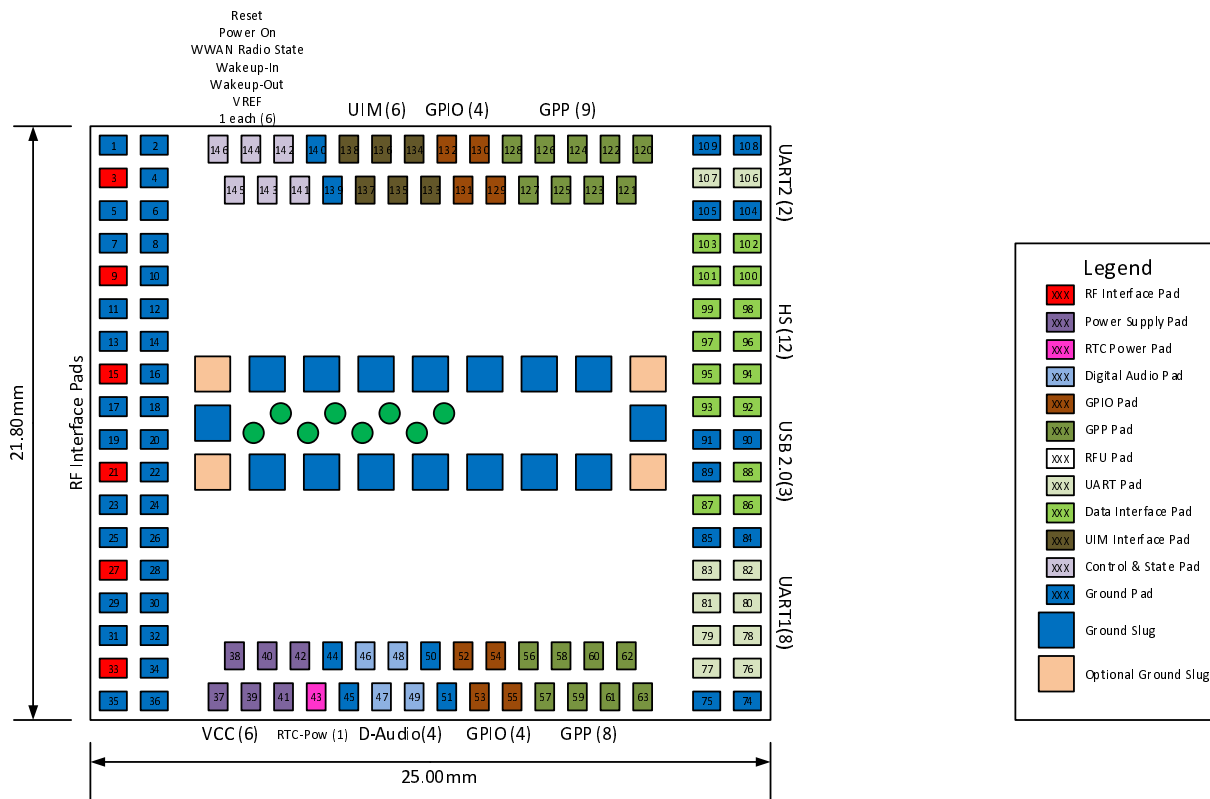 Reset
Power On
WWAN Radio State
Wakeup-In
Wakeup-Out
VREF
1 each (6)
UIM (6) GPIO (4) GPP (9)
1 2 146 144 142 140 138 136 134 132 130 128 126 124 122 120 109 108
3 4 145 143 141 139 137 135 133 131 129 127 125 123 121 107 106
5 6 105 104
7 8 103 102
9 10 101 100
11 12 99 98
13 14 97 96
15 16 95 94
17 18 93 92
19 20 91 90
21 22 89 88
23 24 87 86
25 26 85 84
27 28 83 82
29 30 81 80
31 32 38 40 42 44 46 48 50 52 54 56 58 60 62 79 78
33 34 77 76
35 36 37 39 41 43 45 47 49 51 53 55 57 59 61 63 75 74
VCC (6) RTC-Pow (1) D-Audio(4) GPIO (4) GPP (8)
21.80mm
RF Interface Pads
25.00mm
UART2 (2)
HS (12)
USB 2.0(3)
UART1(8)
Legend
XXX RF Interface Pad
XXX Power Supply Pad
XXX RTC Power Pad
XXX Digital Audio Pad
XXX GPIO Pad
XXX GPP Pad
XXX RFU Pad
XXX UART Pad
XXX Data Interface Pad
XXX UIM Interface Pad
XXX Control & State Pad
XXX Ground Pad
Ground Slug
Optional Ground Slug